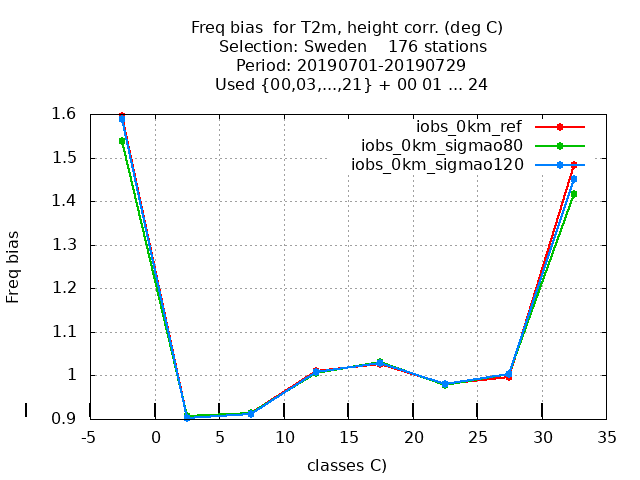 Freq bias  for T2m, height corr. (deg C)
Selection: Sweden    176 stations
Period: 20190701-20190729
Used {00,03,...,21} + 00 01 ... 24
iobs_0km_ref
iobs_0km_sigmao80
iobs_0km_sigmao120
Freq bias
1.6
1.5
1.4
1.3
1.2
1.1
1
0.9
-5
0
5
10
15
20
25
30
35
classes C)